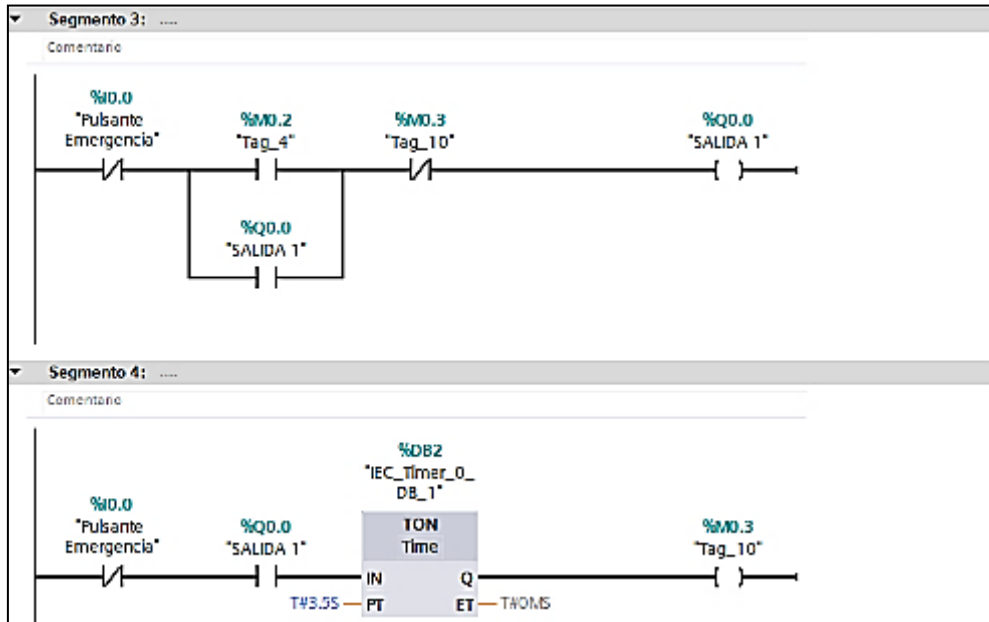 Segmento 3: ....
Comentario
%I0.0
"Pulsante
Emergencia"
%M0.2
"Tag_4"
%M0.3
"Tag_10"
%Q0.0
"SALIDA 1"
%Q0.0
"SALIDA 1"
Segmento 4: ....
Comentario
%DB2
"IEC_Timer_0_
DB_1"
%I0.0
"Pulsante
Emergencia"
%Q0.0
"SALIDA 1"
TON
Time
%M0.3
"Tag_10"
IN Q
T#3.5S PT ET T#0MS